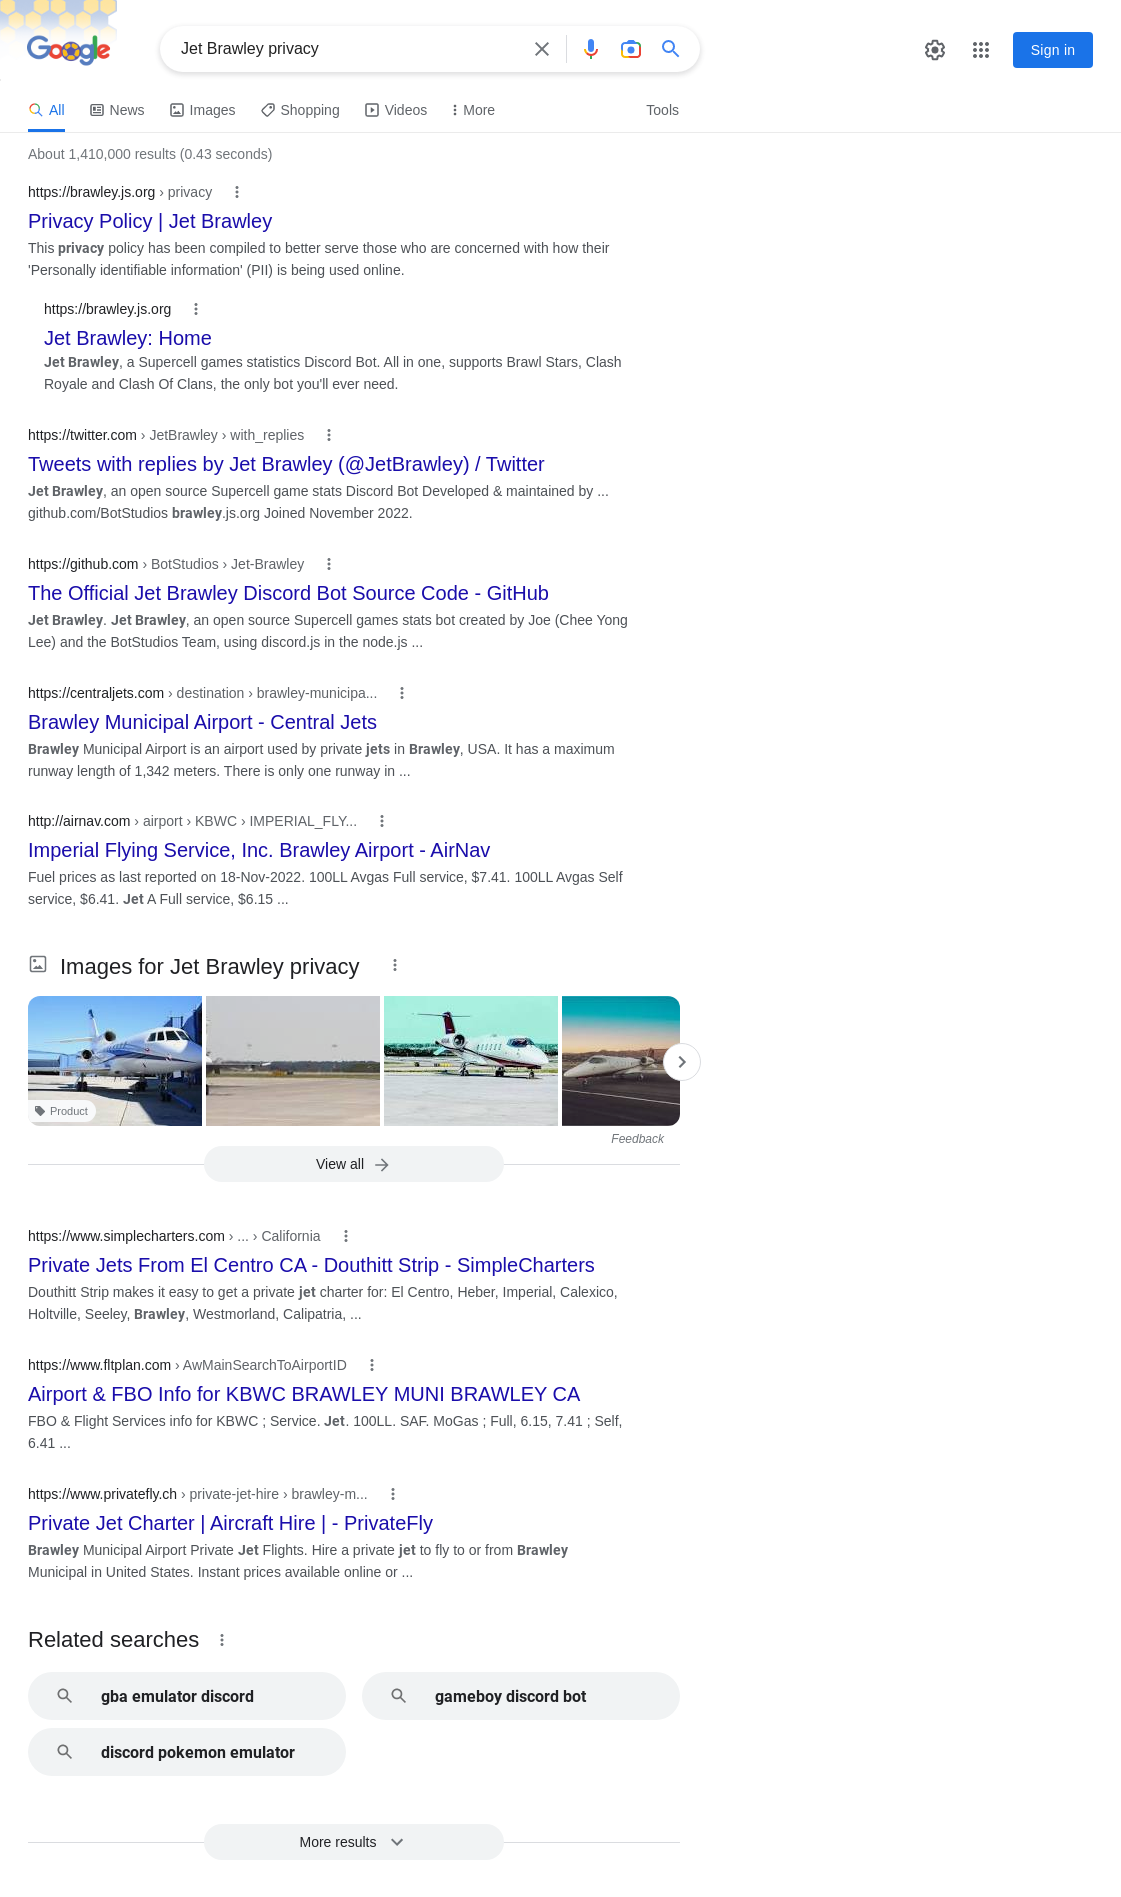 Google
Jet Brawley privacy
Sign in
All
News
Images
Shopping
Videos
More
Tools
About 1,410,000 results (0.43 seconds)
https://brawley.js.org › privacy
Privacy Policy | Jet Brawley
This privacy policy has been compiled to better serve those who are concerned with how their
'Personally identifiable information' (PII) is being used online.
https://brawley.js.org
Jet Brawley: Home
Jet Brawley, a Supercell games statistics Discord Bot. All in one, supports Brawl Stars, Clash
Royale and Clash Of Clans, the only bot you'll ever need.
https://twitter.com › JetBrawley › with_replies
Tweets with replies by Jet Brawley (@JetBrawley) / Twitter
Jet Brawley, an open source Supercell game stats Discord Bot Developed & maintained by ...
github.com/BotStudios brawley.js.org Joined November 2022.
https://github.com › BotStudios › Jet-Brawley
The Official Jet Brawley Discord Bot Source Code - GitHub
Jet Brawley. Jet Brawley, an open source Supercell games stats bot created by Joe (Chee Yong
Lee) and the BotStudios Team, using discord.js in the node.js ...
https://centraljets.com › destination › brawley-municipa...
Brawley Municipal Airport - Central Jets
Brawley Municipal Airport is an airport used by private jets in Brawley, USA. It has a maximum
runway length of 1,342 meters. There is only one runway in ...
http://airnav.com › airport › KBWC › IMPERIAL_FLY...
Imperial Flying Service, Inc. Brawley Airport - AirNav
Fuel prices as last reported on 18-Nov-2022. 100LL Avgas Full service, $7.41. 100LL Avgas Self
service, $6.41. Jet A Full service, $6.15 ...
Images for Jet Brawley privacy
Product
Feedback
View all
https://www.simplecharters.com › ... › California
Private Jets From El Centro CA - Douthitt Strip - SimpleCharters
Douthitt Strip makes it easy to get a private jet charter for: El Centro, Heber, Imperial, Calexico,
Holtville, Seeley, Brawley, Westmorland, Calipatria, ...
https://www.fltplan.com › AwMainSearchToAirportID
Airport & FBO Info for KBWC BRAWLEY MUNI BRAWLEY CA
FBO & Flight Services info for KBWC ; Service. Jet. 100LL. SAF. MoGas ; Full, 6.15, 7.41 ; Self,
6.41 ...
https://www.privatefly.ch › private-jet-hire › brawley-m...
Private Jet Charter | Aircraft Hire | - PrivateFly
Brawley Municipal Airport Private Jet Flights. Hire a private jet to fly to or from Brawley
Municipal in United States. Instant prices available online or ...
Related searches
gba emulator discord
gameboy discord bot
discord pokemon emulator
More results